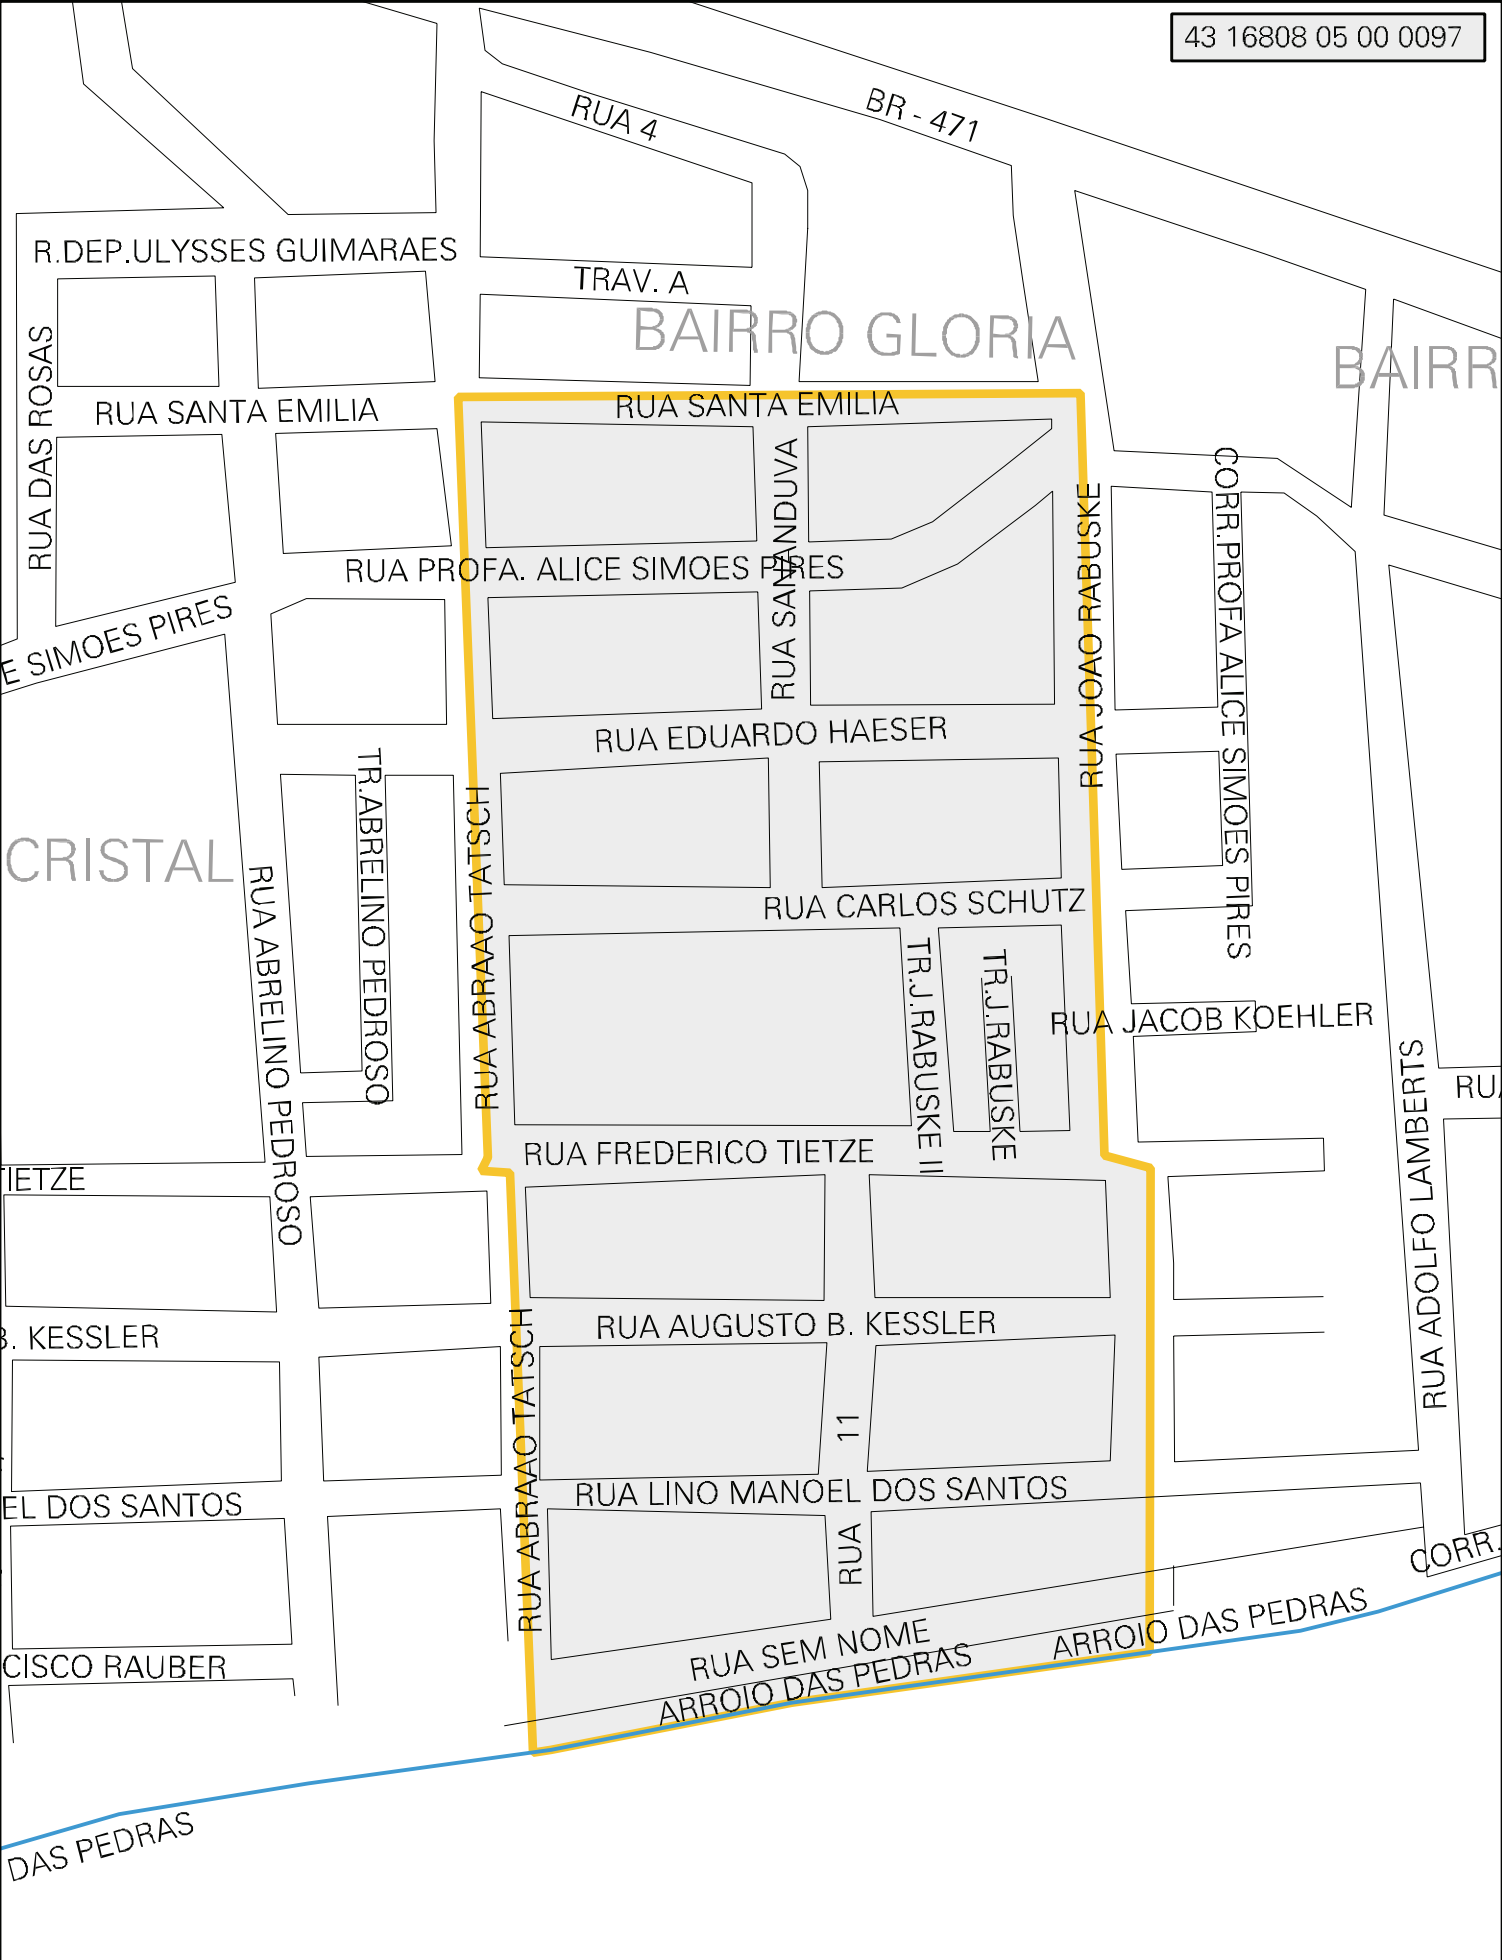 43 16808 05 00 0097
BR - 471
RUA 4
R.DEP.ULYSSES GUIMARAES
TRAV. A
BAIRRO GLORIA
BAIRR
RUA DAS ROSAS
RUA SANTA EMILIA
RUA SANTA EMILIA
RUA SANANDUVA
RUA JOAO RABUSKE
CORR.PROFA ALICE SIMOES PIRES
RUA PROFA. ALICE SIMOES PIRES
E SIMOES PIRES
RUA EDUARDO HAESER
TR.ABRELINO PEDROSO
RUA ABRAAO TATSCH
CRISTAL
RUA ABRELINO PEDROSO
RUA CARLOS SCHUTZ
TR.J.RABUSKE II
TR.J.RABUSKE
RUA JACOB KOEHLER
RUA ADOLFO LAMBERTS
RUA
RUA FREDERICO TIETZE
IETZE
RUA AUGUSTO B. KESSLER
B. KESSLER
RUA ABRAAO TATSCH
RUA 11
RUA LINO MANOEL DOS SANTOS
EL DOS SANTOS
CORR.
RUA SEM NOME
ARROIO DAS PEDRAS
ARROIO DAS PEDRAS
CISCO RAUBER
DAS PEDRAS